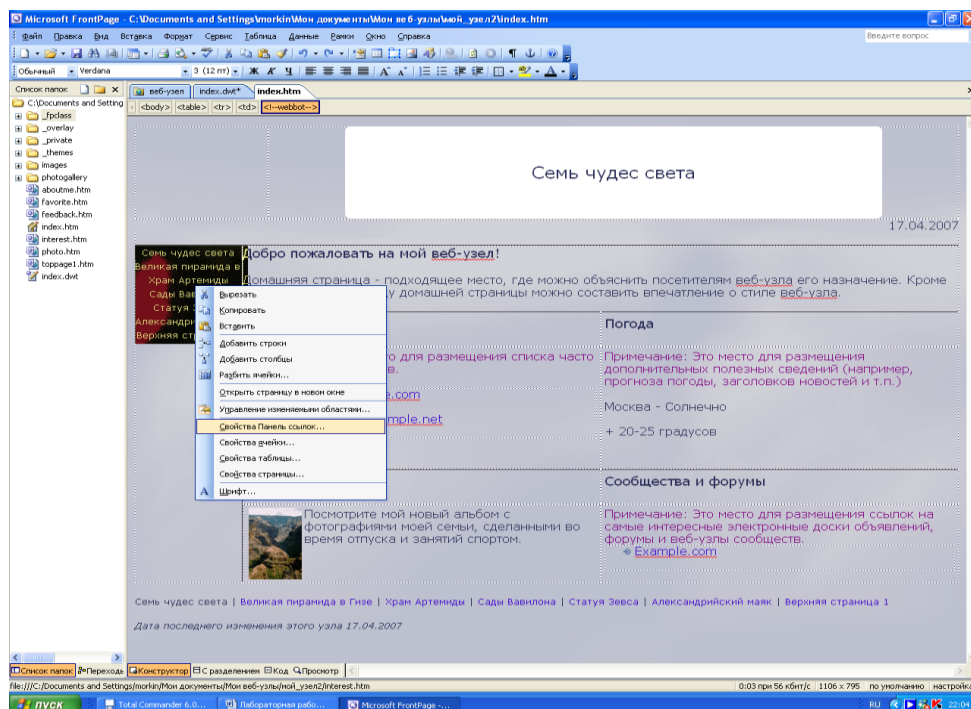 Microsoft FrontPage - C:\Documents and Settings\morkin\Мои документы\Мои веб-узлы\мой_узел2\index.htm
Файл Правка Вид Вставка Формат Сервис Таблица Данные Рамки Окно Справка
Введите вопрос
Обычный Verdana 3 (12 пт) Ж К Ч
Список папок
веб-узел index.dwt* index.htm
<body> <table> <tr> <td> <!--webbot-->
C:\Documents and Setting
_fpclass
_overlay
_private
_themes
images
photogallery
aboutme.htm
favorite.htm
feedback.htm
index.htm
interest.htm
photo.htm
toppage1.htm
index.dwt
Семь чудес света
17.04.2007
Семь чудес света
Великая пирамида в
Храм Артемиды
Сады Вав
Статуя
Александри
Верхняя ст
Добро пожаловать на мой веб-узел!
Домашняя страница - подходящее место, где можно объяснить посетителям веб-узла его назначение. Кроме
у домашней страницы можно составить впечатление о стиле веб-узла.
Вырезать
Копировать
Вставить
Добавить строки
Добавить столбцы
Разбить ячейки...
Открыть страницу в новом окне
Управление изменяемыми областями...
Свойства Панель ссылок...
Свойства ячейки...
Свойства таблицы...
Свойства страницы...
Шрифт...
о для размещения списка часто
в.
e.com
mple.net
Погода
Примечание: Это место для размещения
дополнительных полезных сведений (например,
прогноза погоды, заголовков новостей и т.п.)
Москва - Солнечно
+ 20-25 градусов
Посмотрите мой новый альбом с
фотографиями моей семьи, сделанными во
время отпуска и занятий спортом.
Сообщества и форумы
Примечание: Это место для размещения ссылок на
самые интересные электронные доски объявлений,
форумы и веб-узлы сообществ.
Example.com
Семь чудес света | Великая пирамида в Гизе | Храм Артемиды | Сады Вавилона | Статуя Зевса | Александрийский маяк | Верхняя страница 1
Дата последнего изменения этого узла 17.04.2007
Список папок Переходы Конструктор С разделением Код Просмотр
file:///C:/Documents and Settings/morkin/Мои документы/Мои веб-узлы/мой_узел2/interest.htm
0:03 при 56 кбит/с 1106 x 795 по умолчанию настройк
пуск Total Commander 6.0... Лабораторная рабо... Microsoft FrontPage -... RU 22:04